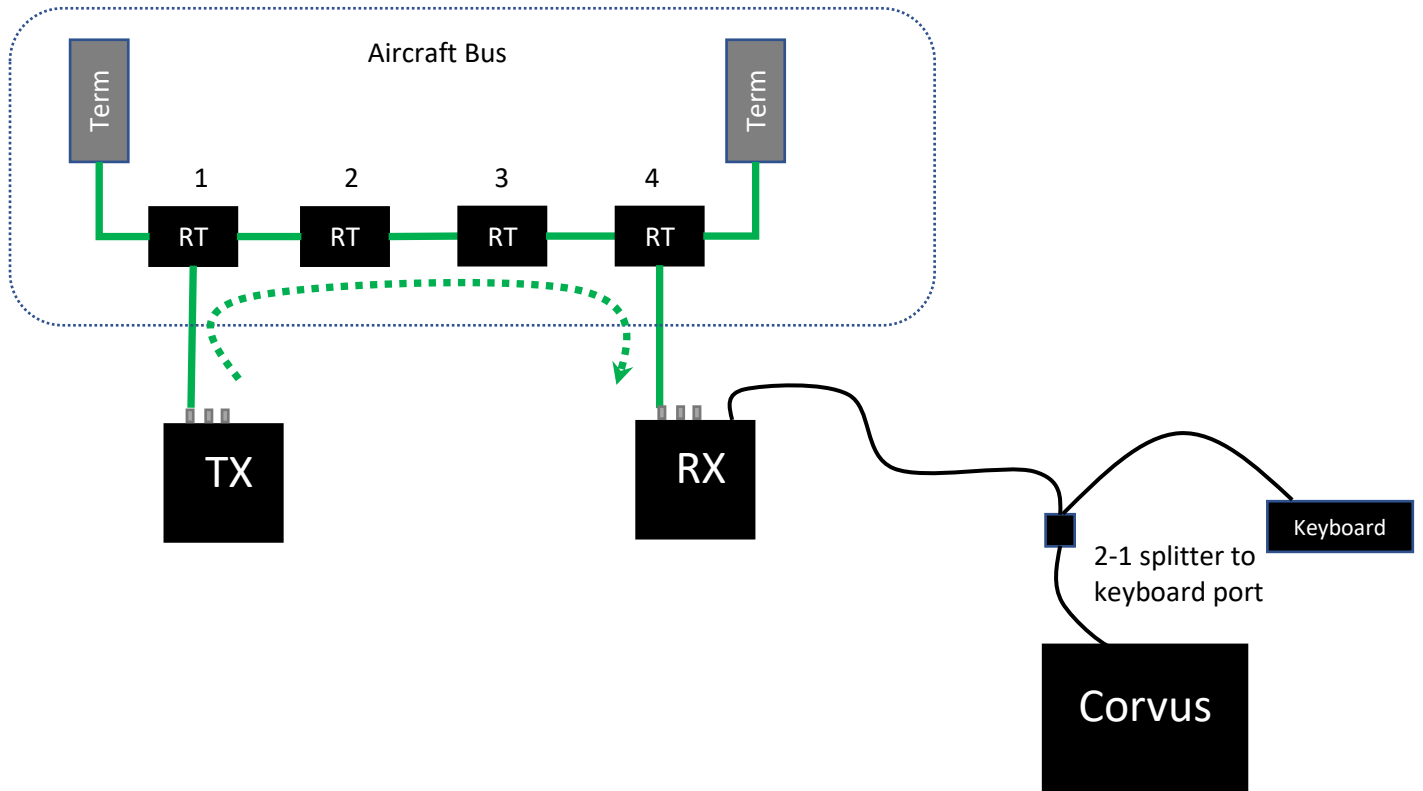 Aircraft Bus
Term
Term
1
2
3
4
RT
RT
RT
RT
TX
RX
Keyboard
2-1 splitter to
keyboard port
Corvus